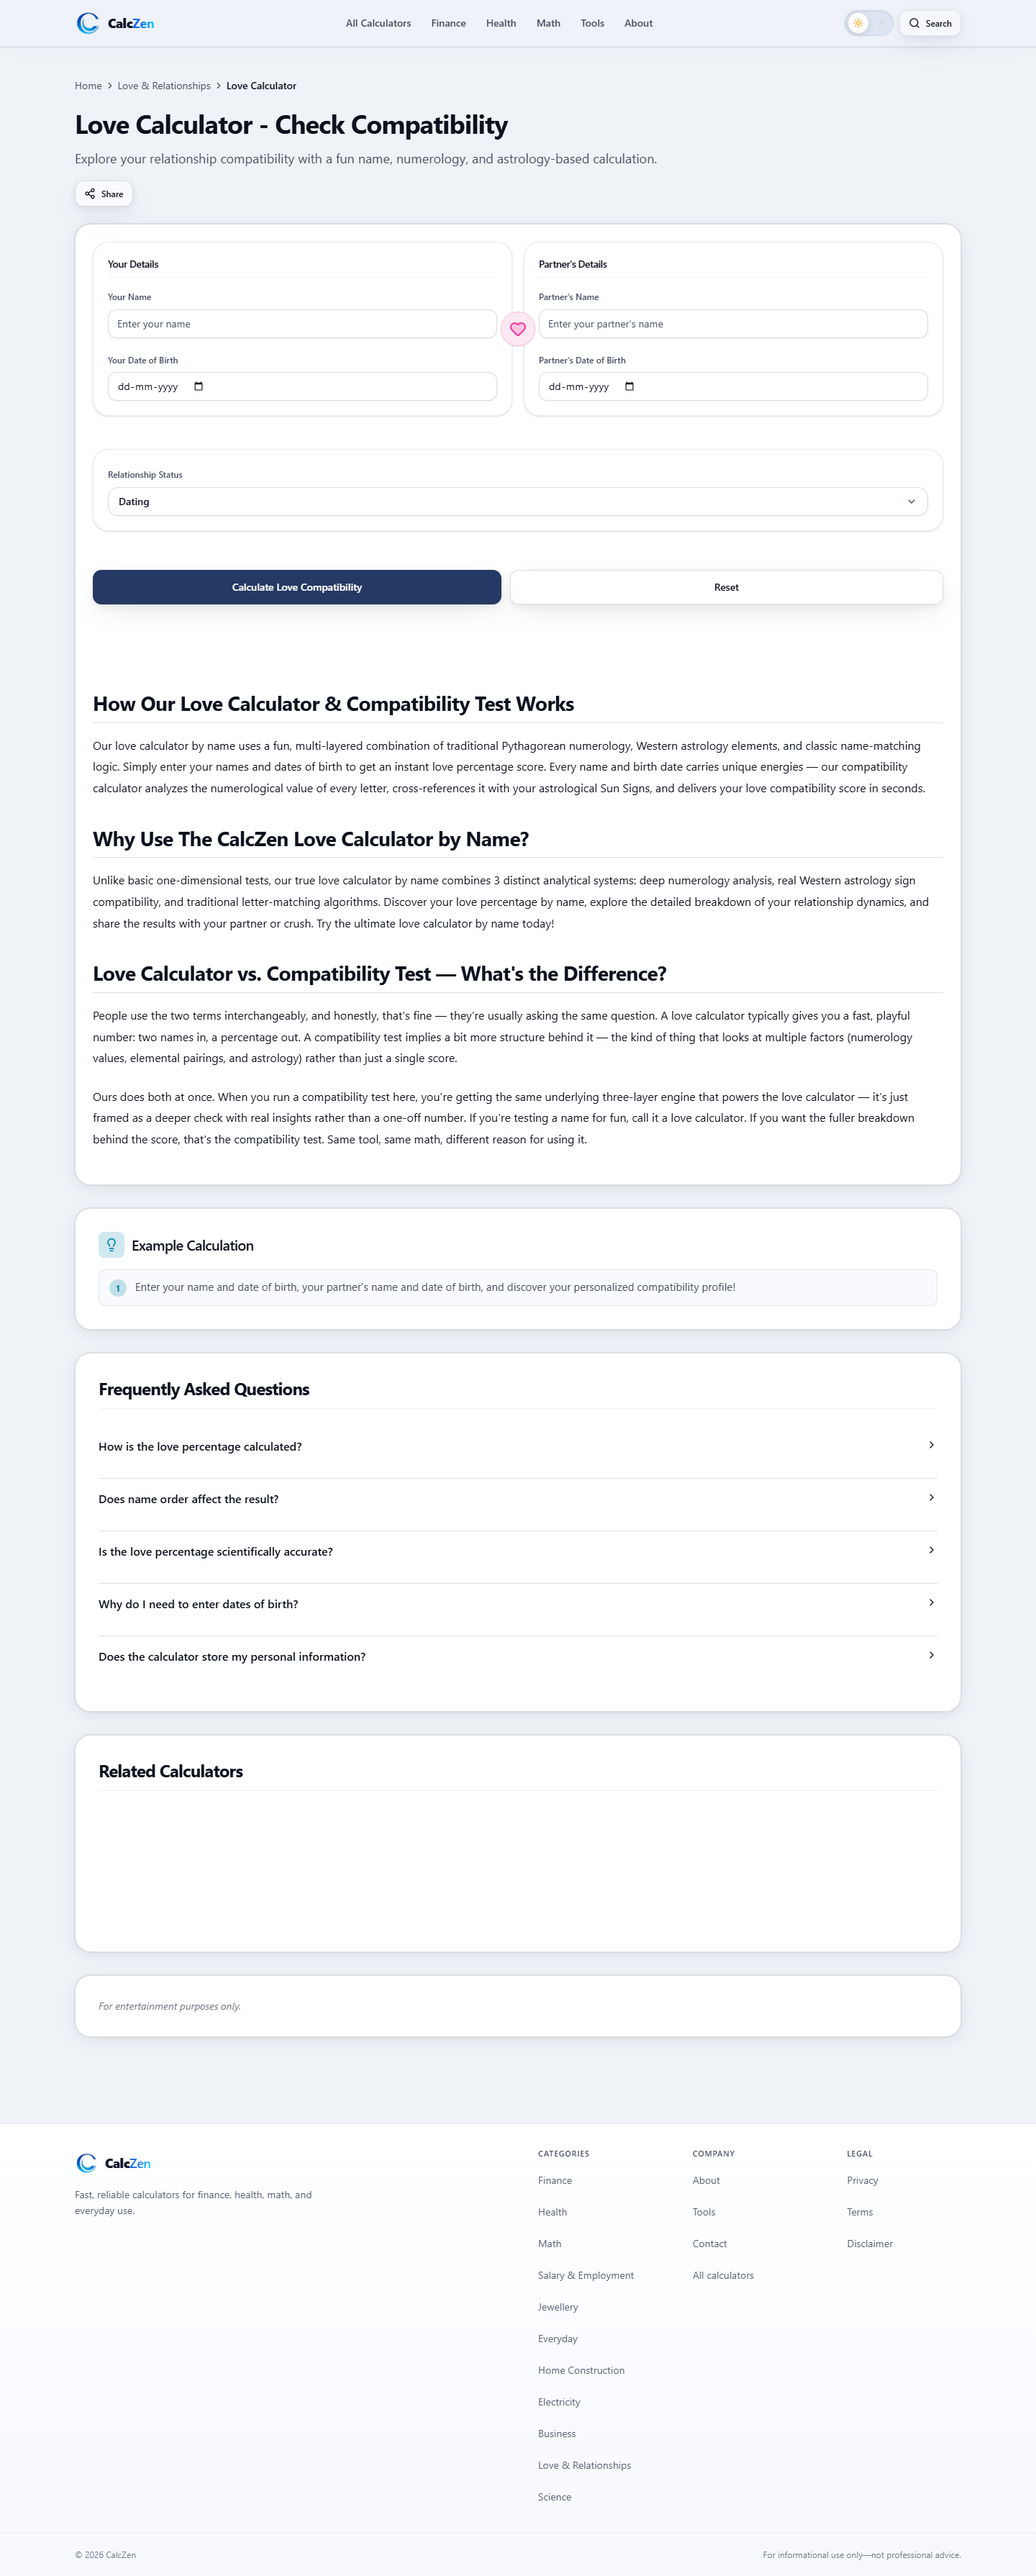 CalcZen
All Calculators
Finance
Health
Math
Tools
About
Search
Home > Love & Relationships > Love Calculator
Love Calculator - Check Compatibility
Explore your relationship compatibility with a fun name, numerology, and astrology-based calculation.
Share
Your Details
Your Name
Enter your name
Your Date of Birth
dd-mm-yyyy
Partner's Details
Partner's Name
Enter your partner's name
Partner's Date of Birth
dd-mm-yyyy
Relationship Status
Dating
Calculate Love Compatibility
Reset
How Our Love Calculator & Compatibility Test Works
Our love calculator by name uses a fun, multi-layered combination of traditional Pythagorean numerology, Western astrology elements, and classic name-matching
logic. Simply enter your names and dates of birth to get an instant love percentage score. Every name and birth date carries unique energies — our compatibility
calculator analyzes the numerological value of every letter, cross-references it with your astrological Sun Signs, and delivers your love compatibility score in seconds.
Why Use The CalcZen Love Calculator by Name?
Unlike basic one-dimensional tests, our true love calculator by name combines 3 distinct analytical systems: deep numerology analysis, real Western astrology sign
compatibility, and traditional letter-matching algorithms. Discover your love percentage by name, explore the detailed breakdown of your relationship dynamics, and
share the results with your partner or crush. Try the ultimate love calculator by name today!
Love Calculator vs. Compatibility Test — What's the Difference?
People use the two terms interchangeably, and honestly, that's fine — they're usually asking the same question. A love calculator typically gives you a fast, playful
number: two names in, a percentage out. A compatibility test implies a bit more structure behind it — the kind of thing that looks at multiple factors (numerology
values, elemental pairings, and astrology) rather than just a single score.
Ours does both at once. When you run a compatibility test here, you're getting the same underlying three-layer engine that powers the love calculator — it's just
framed as a deeper check with real insights rather than a one-off number. If you're testing a name for fun, call it a love calculator. If you want the fuller breakdown
behind the score, that's the compatibility test. Same tool, same math, different reason for using it.
Example Calculation
1 Enter your name and date of birth, your partner's name and date of birth, and discover your personalized compatibility profile!
Frequently Asked Questions
How is the love percentage calculated?
Does name order affect the result?
Is the love percentage scientifically accurate?
Why do I need to enter dates of birth?
Does the calculator store my personal information?
Related Calculators
For entertainment purposes only.
CalcZen
Fast, reliable calculators for finance, health, math, and
everyday use.
CATEGORIES
Finance
Health
Math
Salary & Employment
Jewellery
Everyday
Home Construction
Electricity
Business
Love & Relationships
Science
COMPANY
About
Tools
Contact
All calculators
LEGAL
Privacy
Terms
Disclaimer
© 2026 CalcZen
For informational use only—not professional advice.